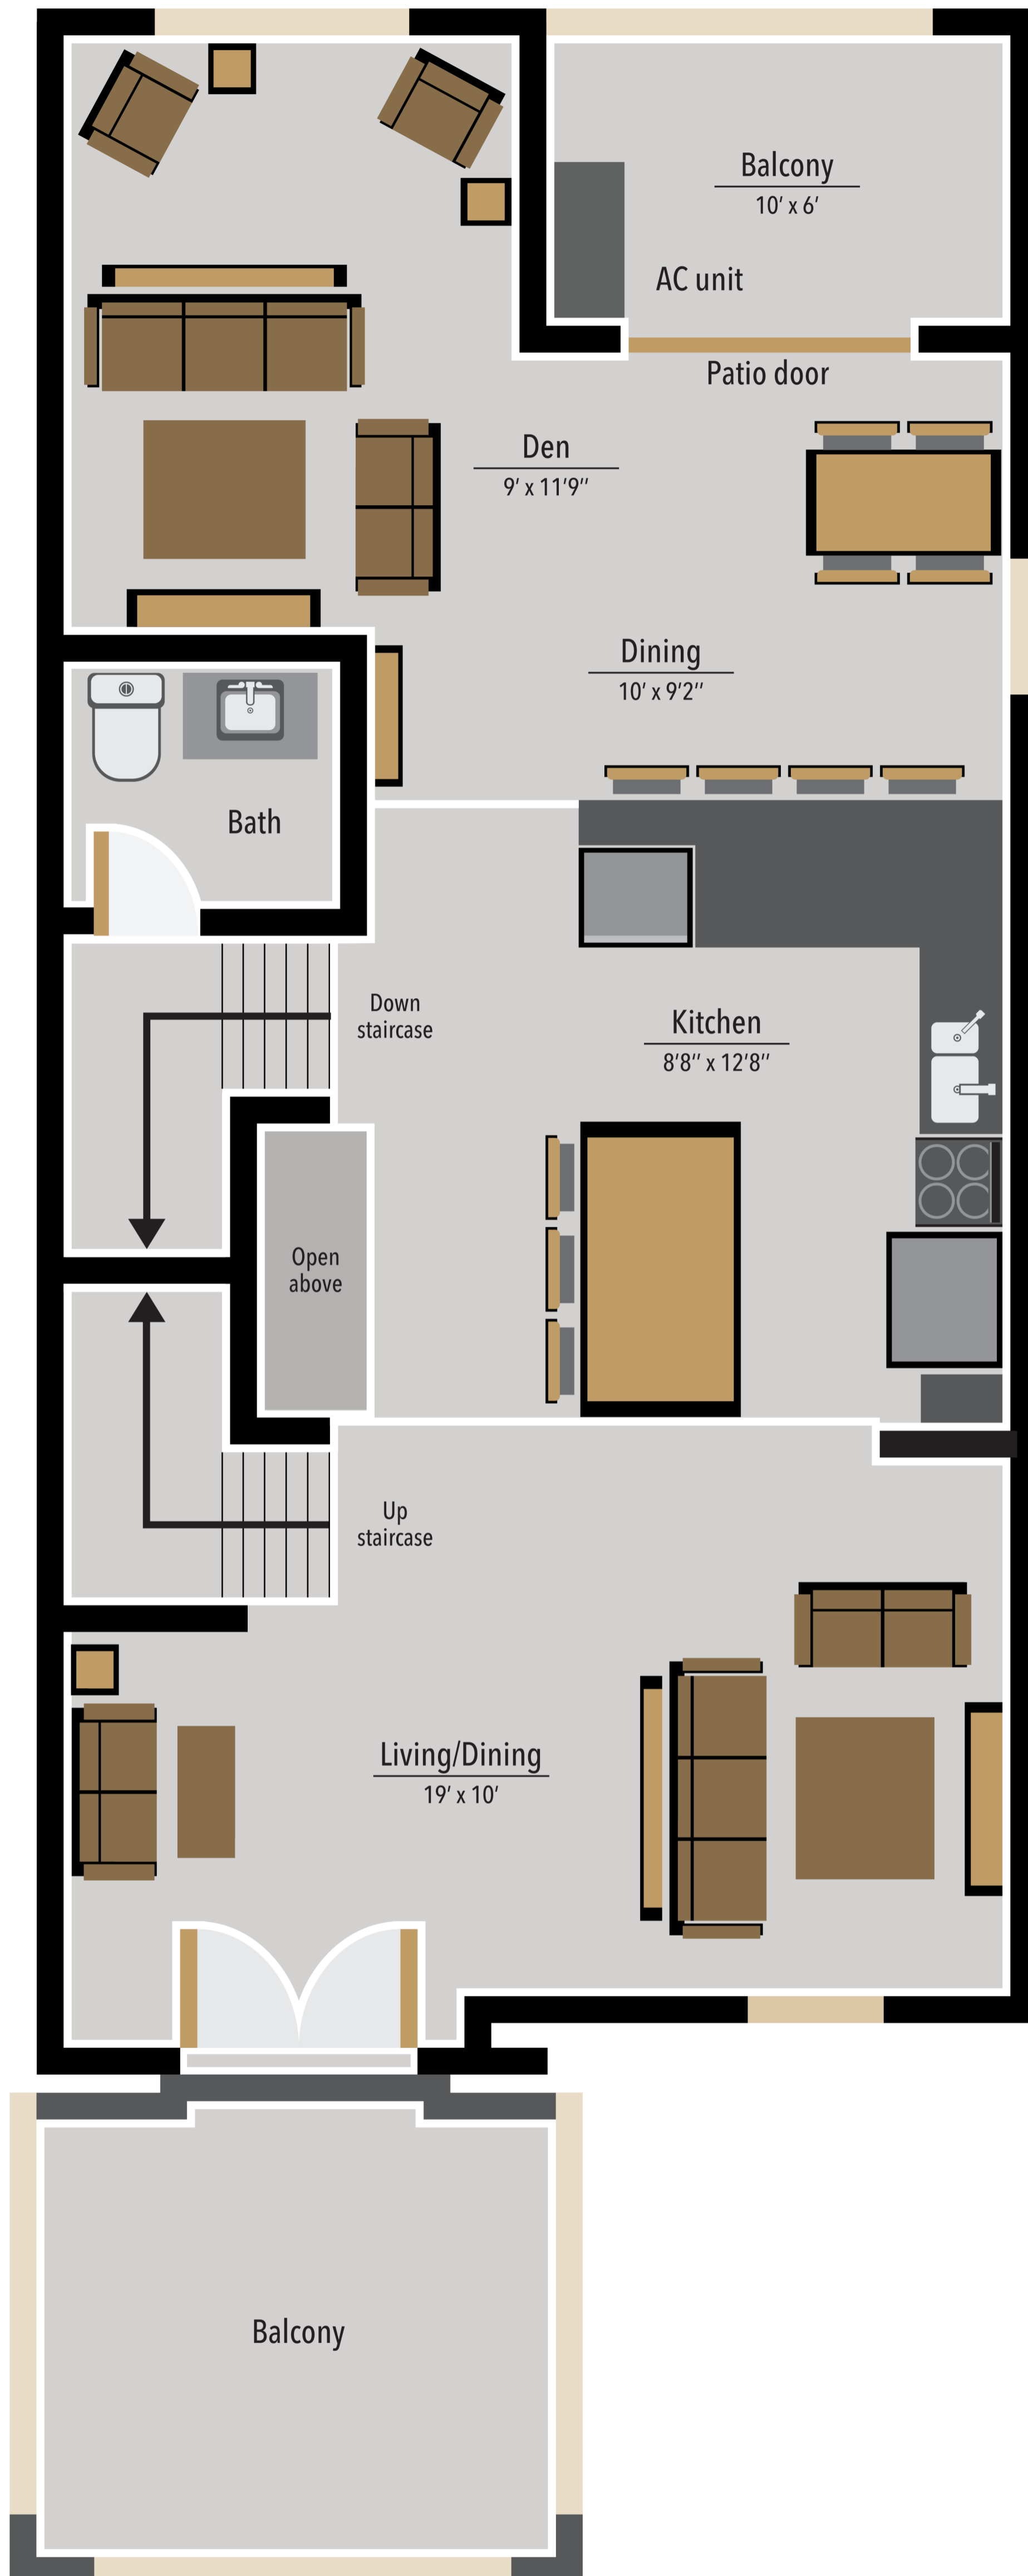 Balcony
10′ x 6′
AC unit
Patio door
Den
9′ x 11′9′′
Dining
10′ x 9′2′′
Bath
Down
staircase
Kitchen
8′8′′ x 12′8′′
Open
above
Up
staircase
Living/Dining
19′ x 10′
Balcony